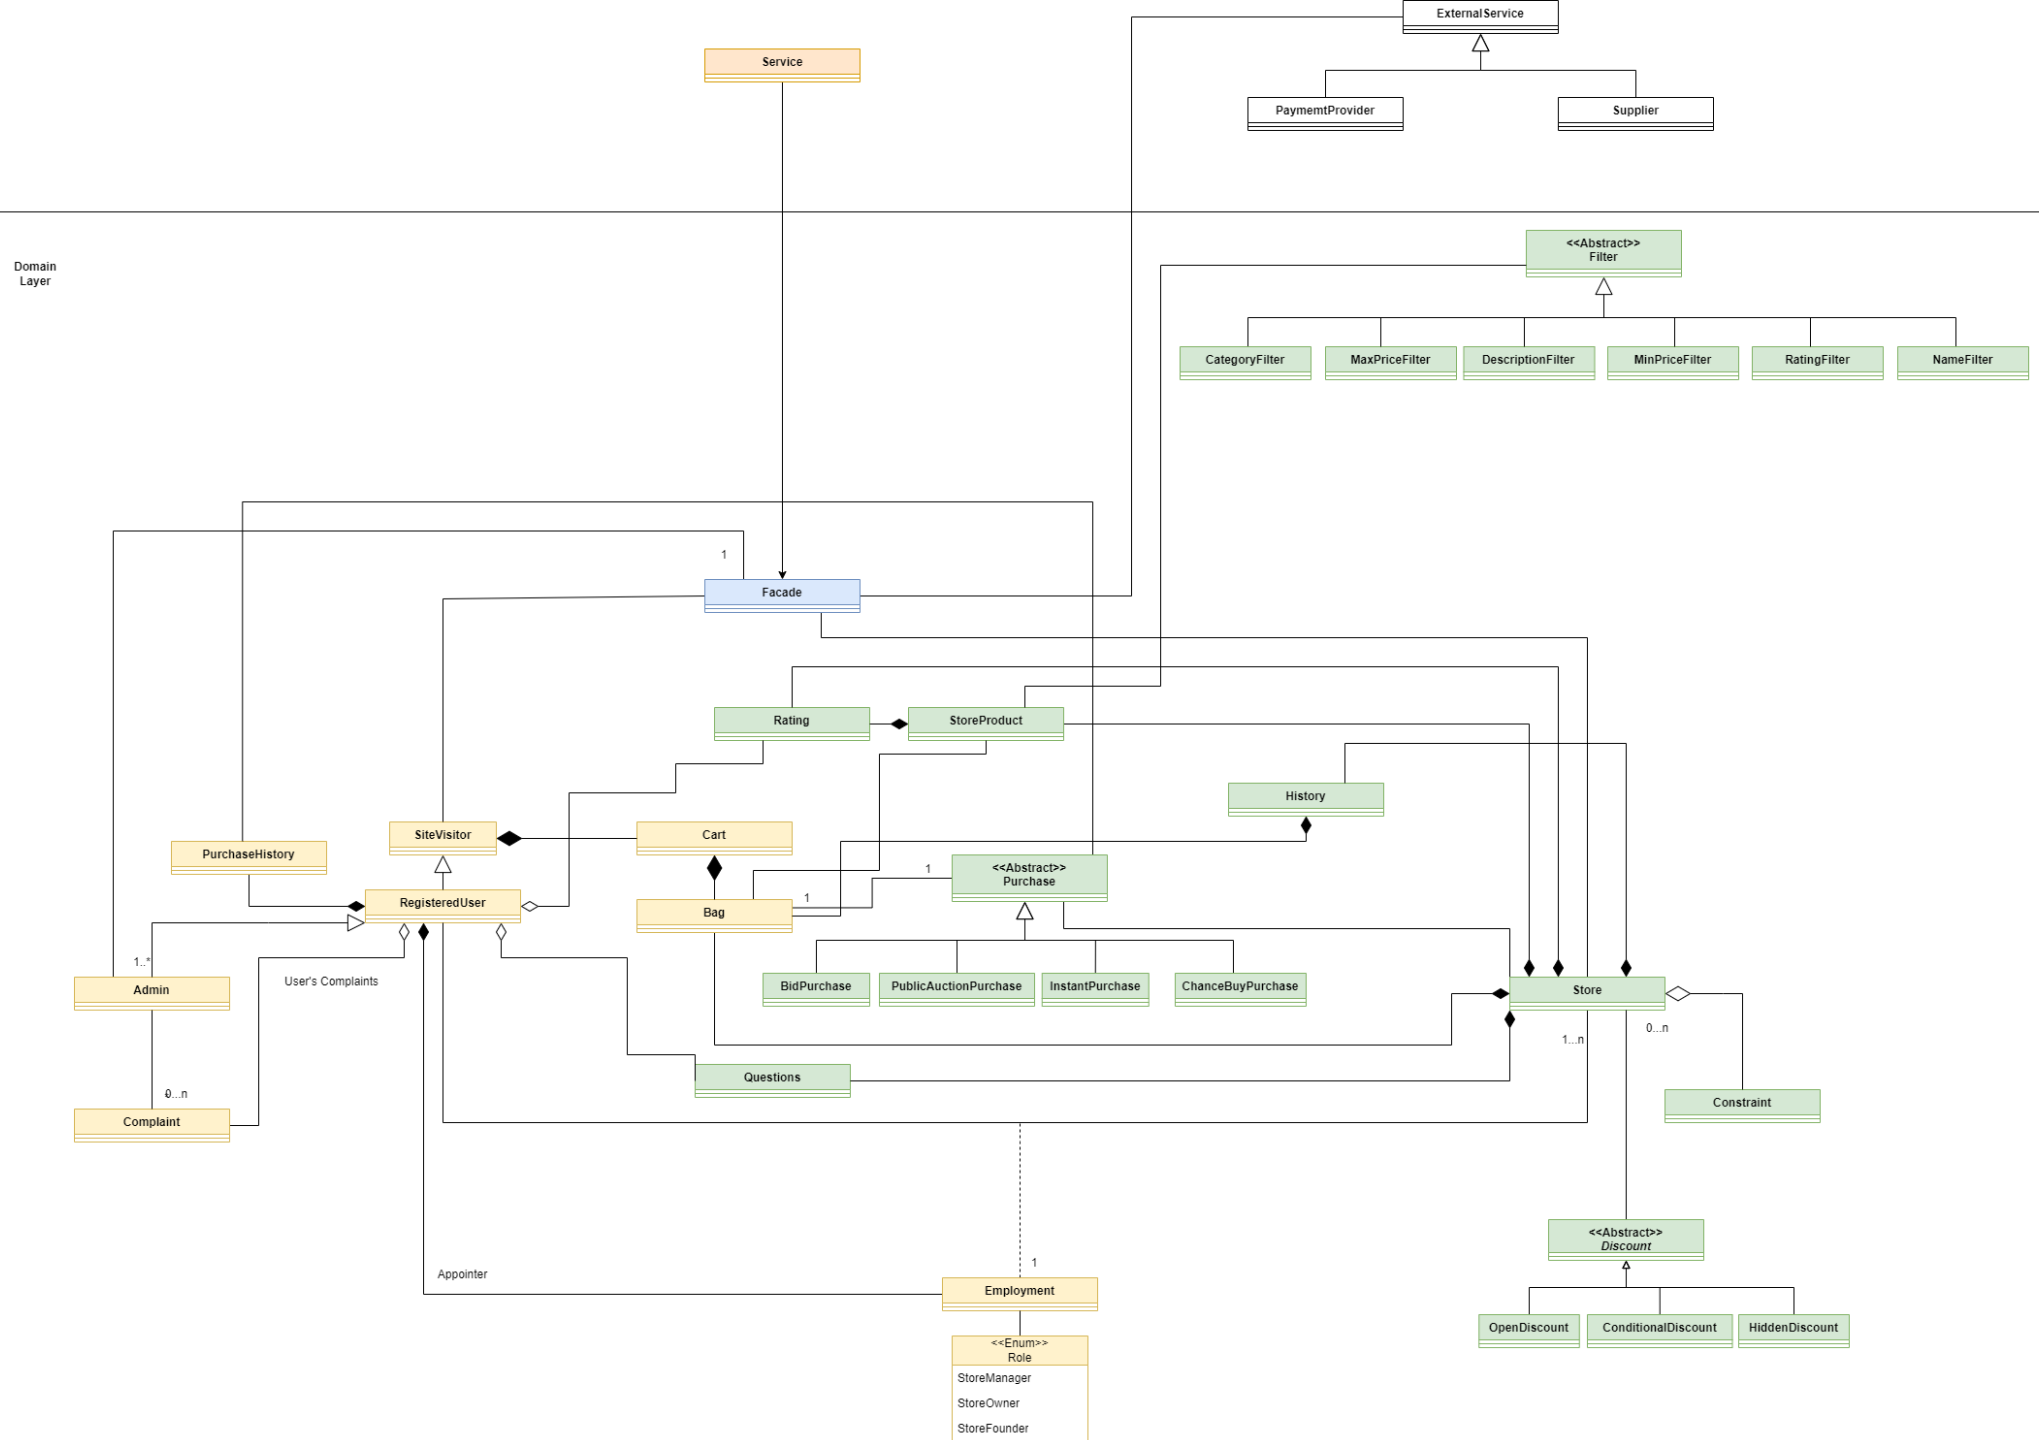 ExternalService
Service
PaymemtProvider
Supplier
<<Abstract>>
Filter
Domain
Layer
CategoryFilter
MaxPriceFilter
DescriptionFilter
MinPriceFilter
RatingFilter
NameFilter
1
Facade
Rating
StoreProduct
History
SiteVisitor
Cart
PurchaseHistory
<<Abstract>>
Purchase
1
1
RegisteredUser
Bag
1..*
User's Complaints
Admin
BidPurchase
PublicAuctionPurchase
InstantPurchase
ChanceBuyPurchase
Store
0...n
1...n
Questions
0...n
Constraint
Complaint
<<Abstract>>
Discount
1
Appointer
Employment
OpenDiscount
ConditionalDiscount
HiddenDiscount
<<Enum>>
Role
StoreManager
StoreOwner
StoreFounder